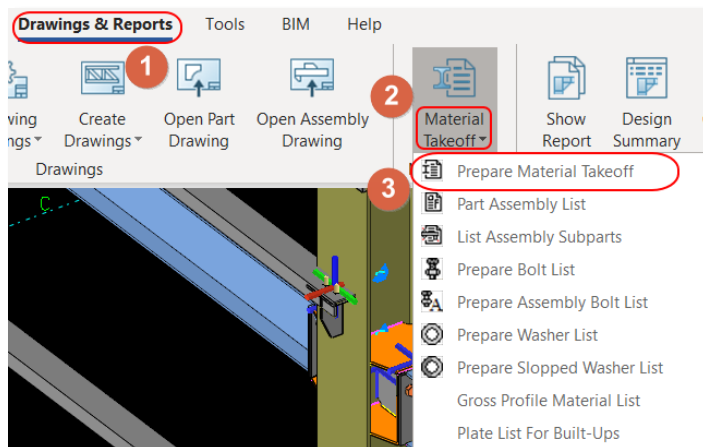 Drawings & Reports Tools BIM Help
1
2
Create Open Part Open Assembly Material Show Design
Drawings Drawing Drawing Takeoff Report Summary
Drawings
3
Prepare Material Takeoff
Part Assembly List
List Assembly Subparts
Prepare Bolt List
Prepare Assembly Bolt List
Prepare Washer List
Prepare Slopped Washer List
Gross Profile Material List
Plate List For Built-Ups
C